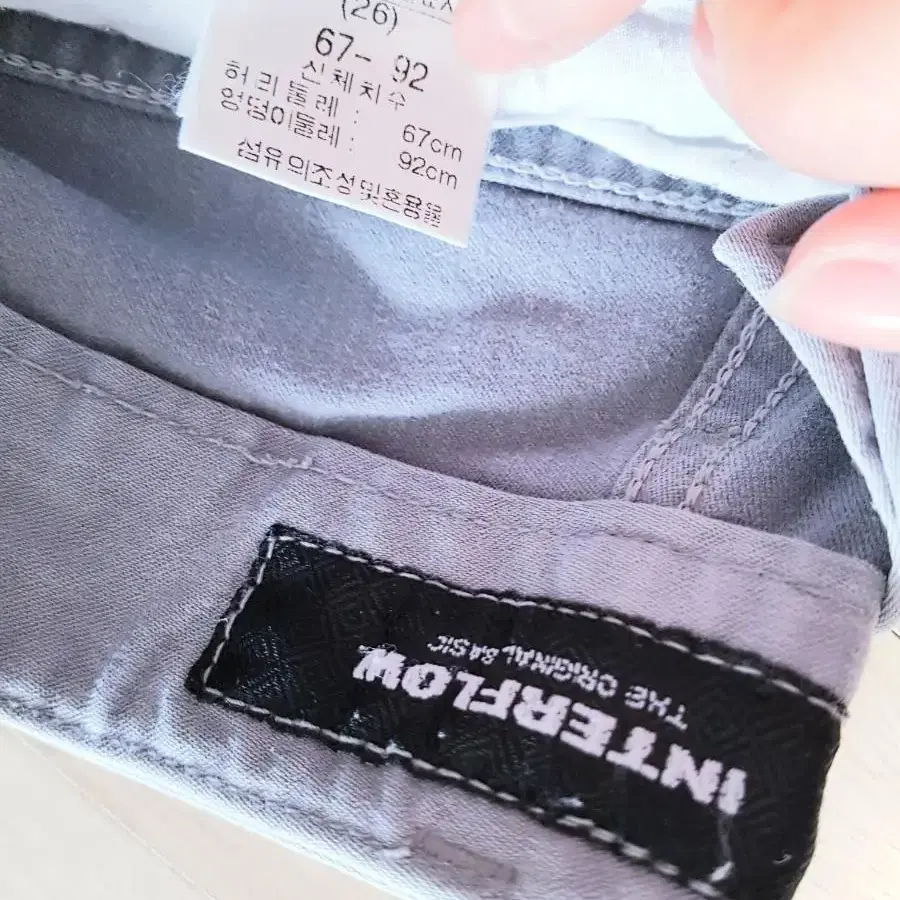 (26)
67- 92
신체치수
허리둘레 : 67cm
엉덩이둘레 : 92cm
섬유의조성및혼용율
INTERFLOW
THE ORIGINAL BASIC